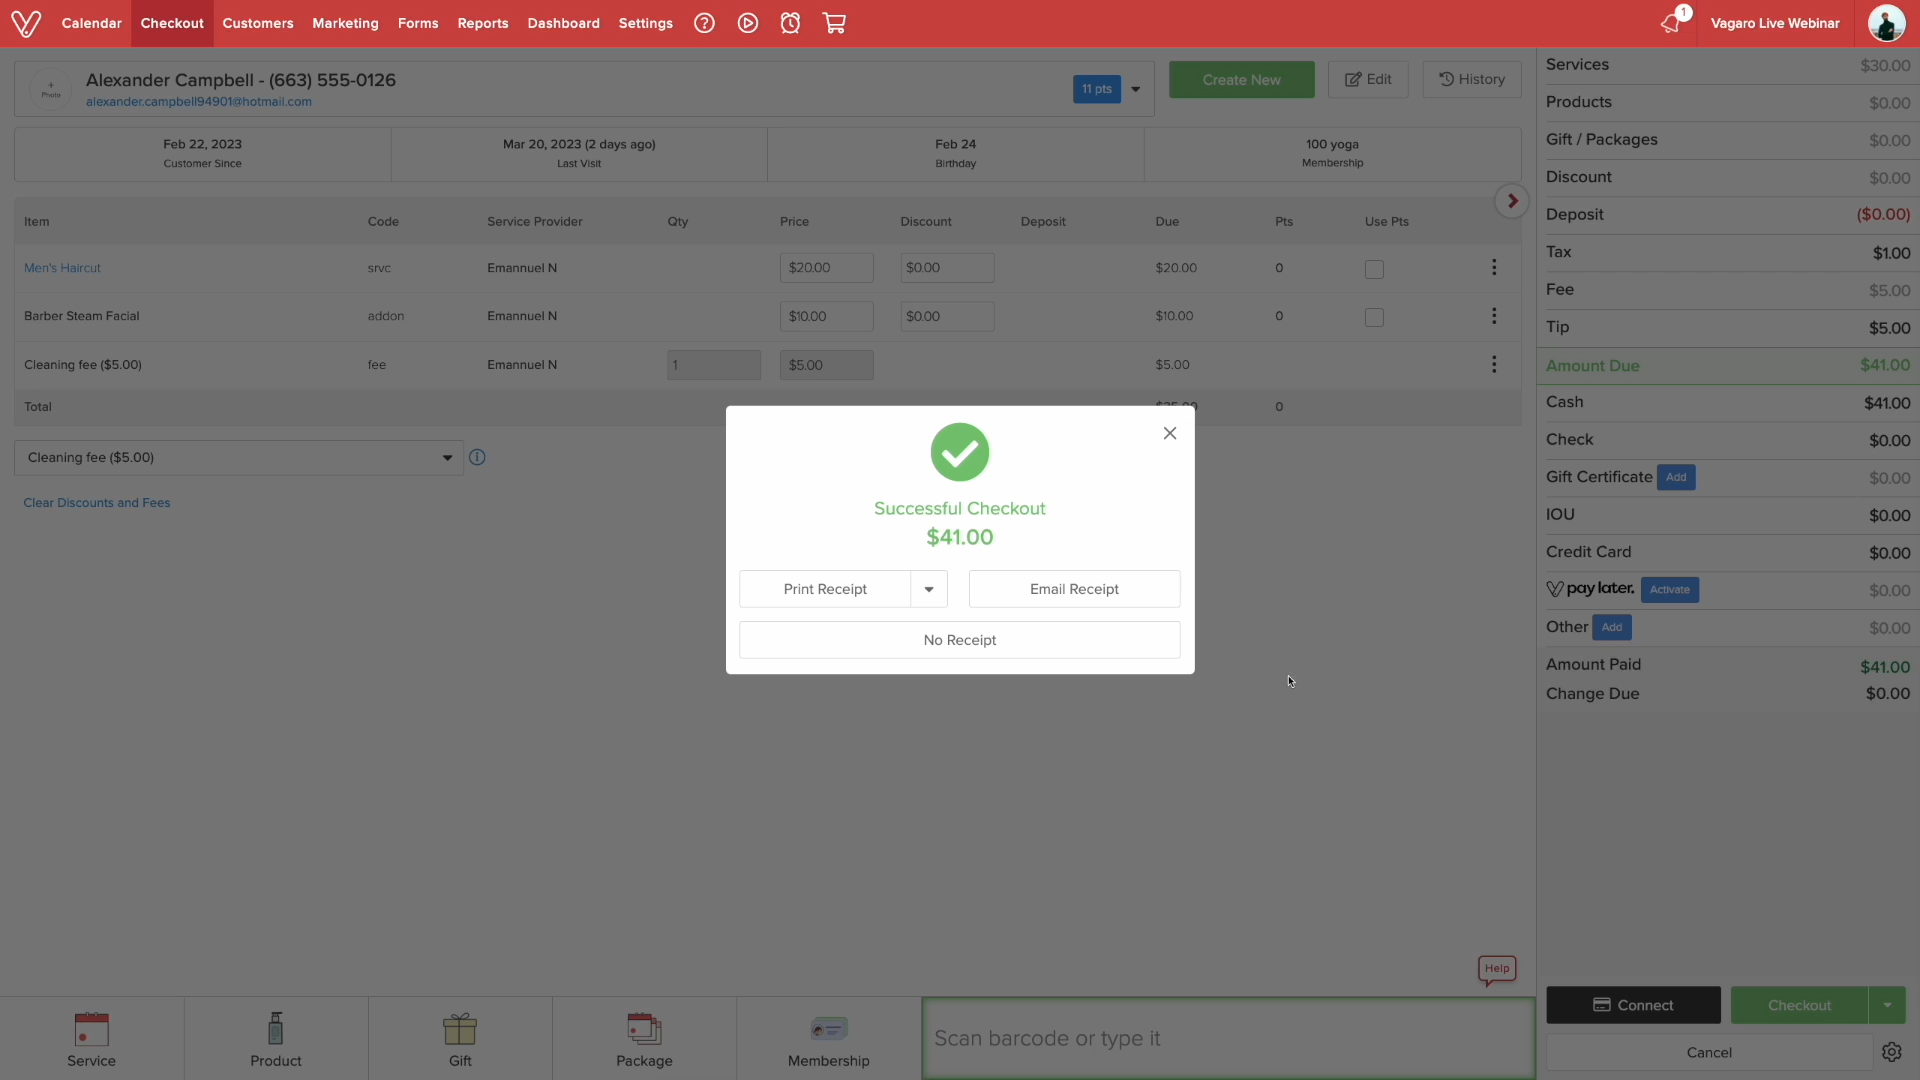 Calendar Checkout Customers Marketing Forms Reports Dashboard Settings
1
Vagaro Live Webinar
+
Photo
Alexander Campbell - (663) 555-0126
alexander.campbell94901@hotmail.com
11 pts
Create New
Edit
History
Feb 22, 2023
Customer Since
Mar 20, 2023 (2 days ago)
Last Visit
Feb 24
Birthday
100 yoga
Membership
Item Code Service Provider Qty Price Discount Deposit Due Pts Use Pts
Men's Haircut srvc Emannuel N $20.00 $0.00 $20.00 0
Barber Steam Facial addon Emannuel N $10.00 $0.00 $10.00 0
Cleaning fee ($5.00) fee Emannuel N 1 $5.00 $5.00
Total 0
Cleaning fee ($5.00)
Clear Discounts and Fees
Successful Checkout
$41.00
Print Receipt
Email Receipt
No Receipt
Services $30.00
Products $0.00
Gift / Packages $0.00
Discount $0.00
Deposit ($0.00)
Tax $1.00
Fee $5.00
Tip $5.00
Amount Due $41.00
Cash $41.00
Check $0.00
Gift Certificate Add $0.00
IOU $0.00
Credit Card $0.00
pay later. Activate $0.00
Other Add $0.00
Amount Paid $41.00
Change Due $0.00
Help
Service
Product
Gift
Package
Membership
Scan barcode or type it
Connect
Checkout
Cancel